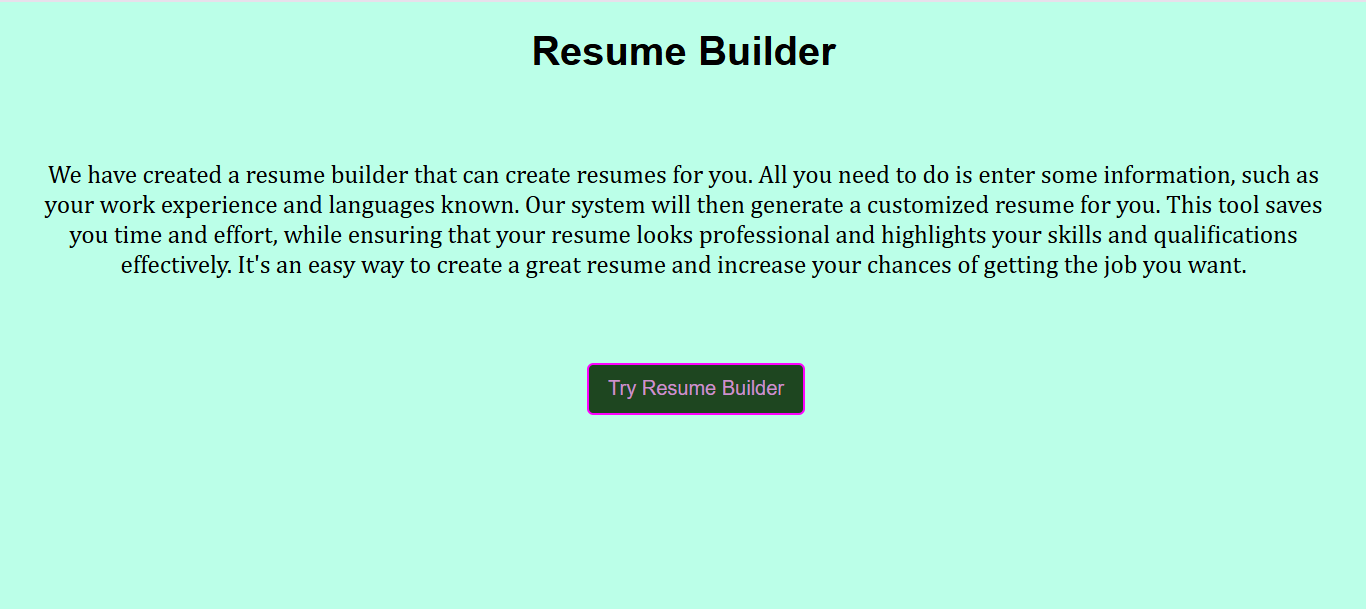 Resume Builder
We have created a resume builder that can create resumes for you. All you need to do is enter some information, such as
your work experience and languages known. Our system will then generate a customized resume for you. This tool saves
you time and effort, while ensuring that your resume looks professional and highlights your skills and qualifications
effectively. It's an easy way to create a great resume and increase your chances of getting the job you want.
Try Resume Builder